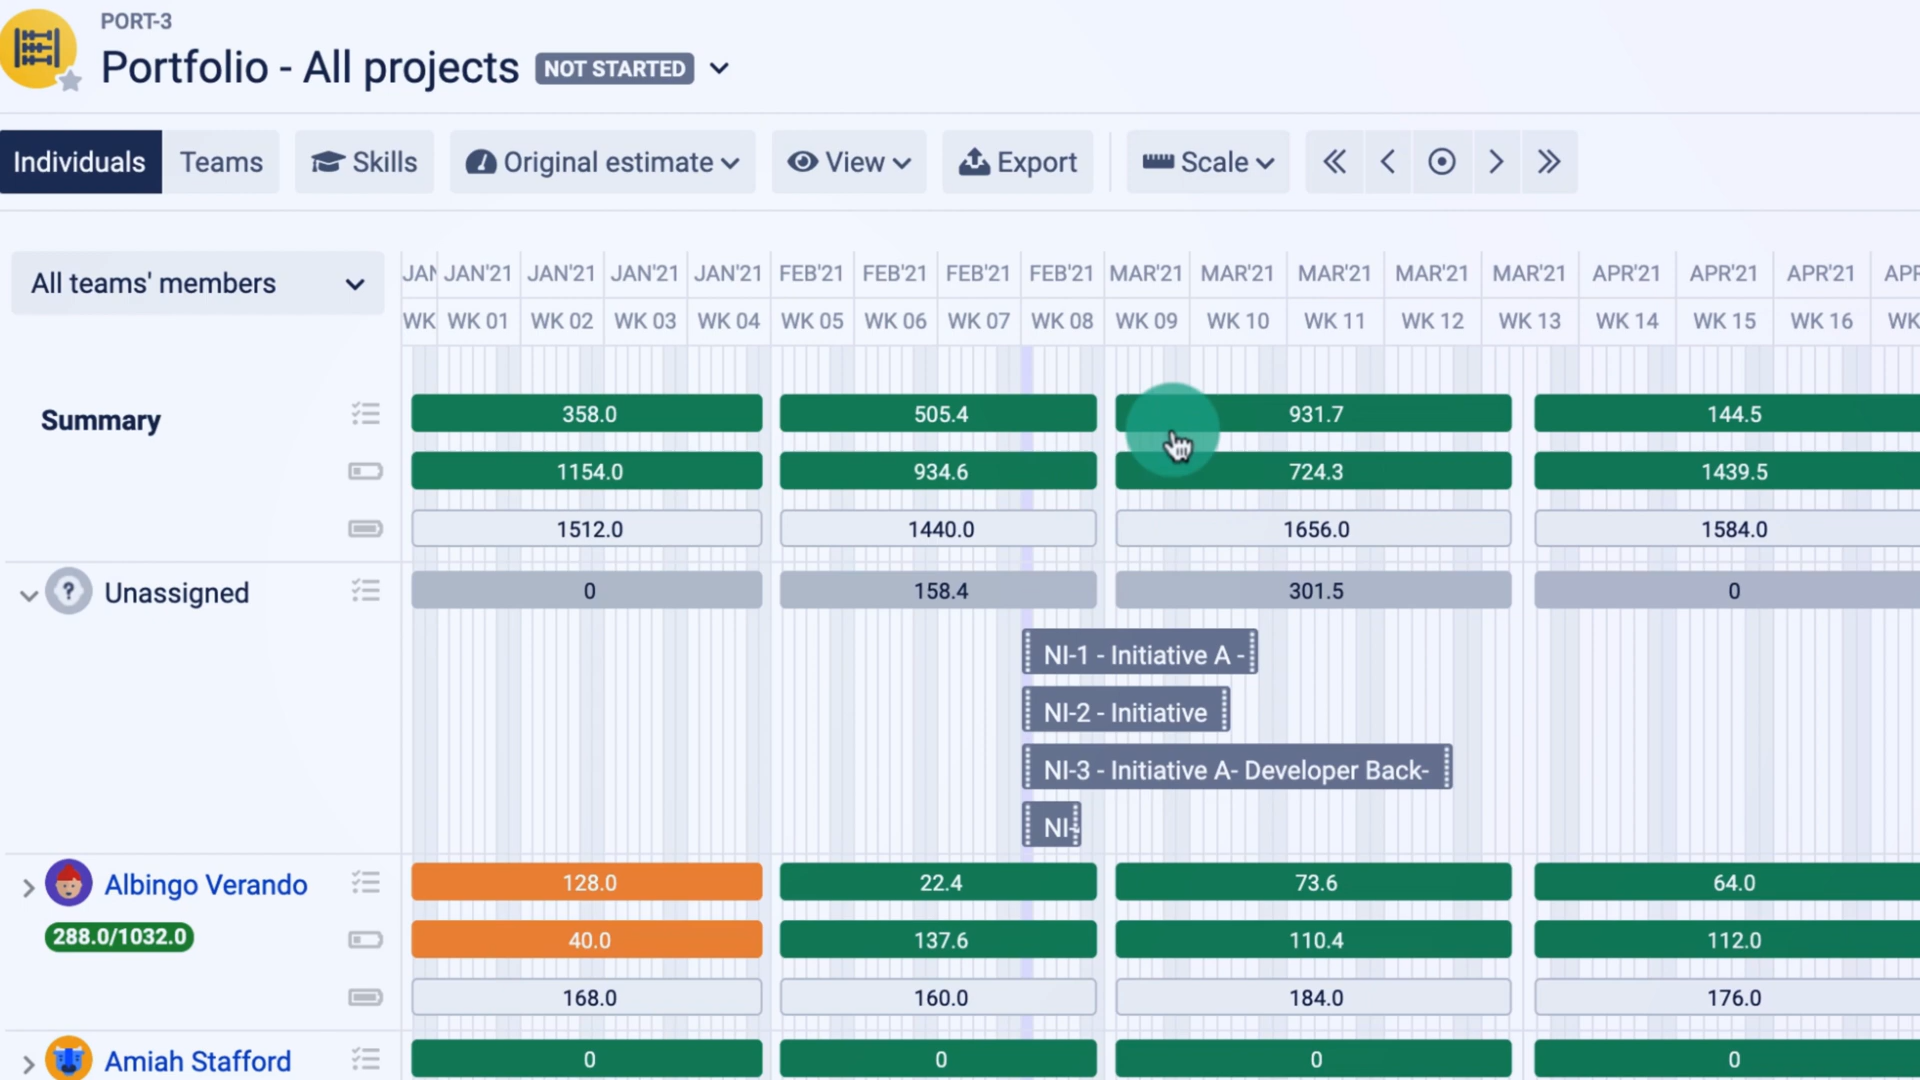 PORT-3
Portfolio - All projects NOT STARTED
Individuals Teams Skills Original estimate View Export Scale
All teams' members
JAN JAN'21 JAN'21 JAN'21 JAN'21 FEB'21 FEB'21 FEB'21 FEB'21 MAR'21 MAR'21 MAR'21 MAR'21 MAR'21 APR'21 APR'21 APR'21 APR
WK WK 01 WK 02 WK 03 WK 04 WK 05 WK 06 WK 07 WK 08 WK 09 WK 10 WK 11 WK 12 WK 13 WK 14 WK 15 WK 16 WK
Summary 358.0 505.4 931.7 144.5
1154.0 934.6 724.3 1439.5
1512.0 1440.0 1656.0 1584.0
? Unassigned 0 158.4 301.5 0
NI-1 - Initiative A -
NI-2 - Initiative
NI-3 - Initiative A- Developer Back-
NI-
Albingo Verando 128.0 22.4 73.6 64.0
288.0/1032.0 40.0 137.6 110.4 112.0
168.0 160.0 184.0 176.0
Amiah Stafford 0 0 0 0